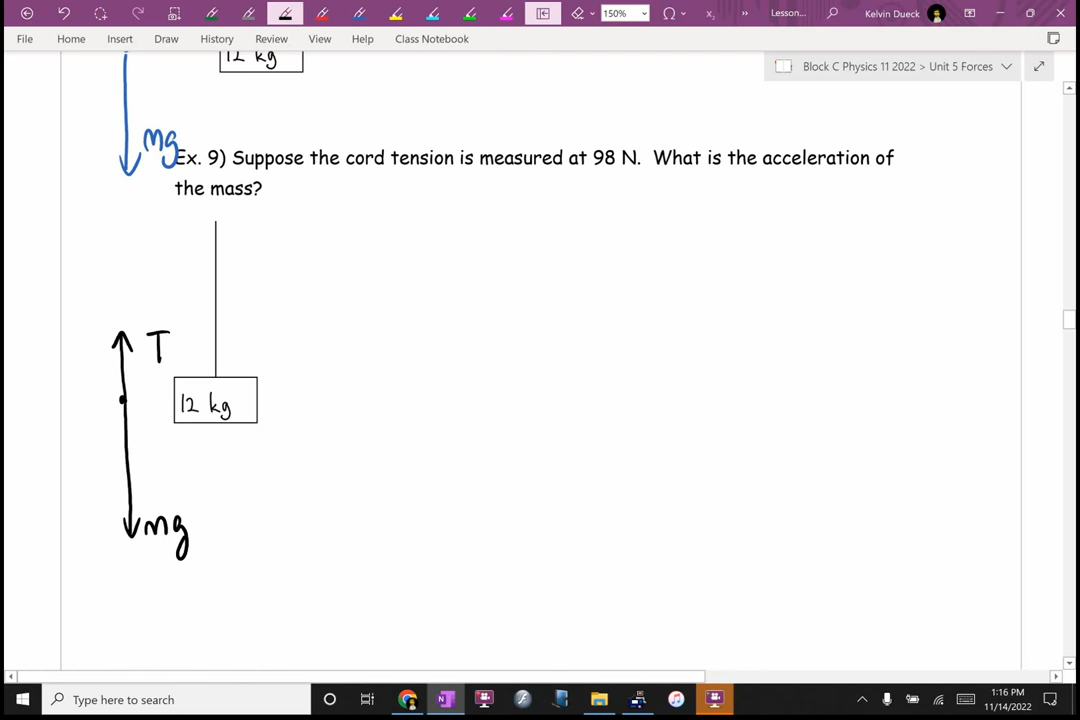 150%
Lesson...
Kelvin Dueck
File Home Insert Draw History Review View Help Class Notebook
12 kg
Block C Physics 11 2022 > Unit 5 Forces
mg
Ex. 9) Suppose the cord tension is measured at 98 N. What is the acceleration of
the mass?
T
12 kg
mg
Type here to search
1:16 PM
11/14/2022